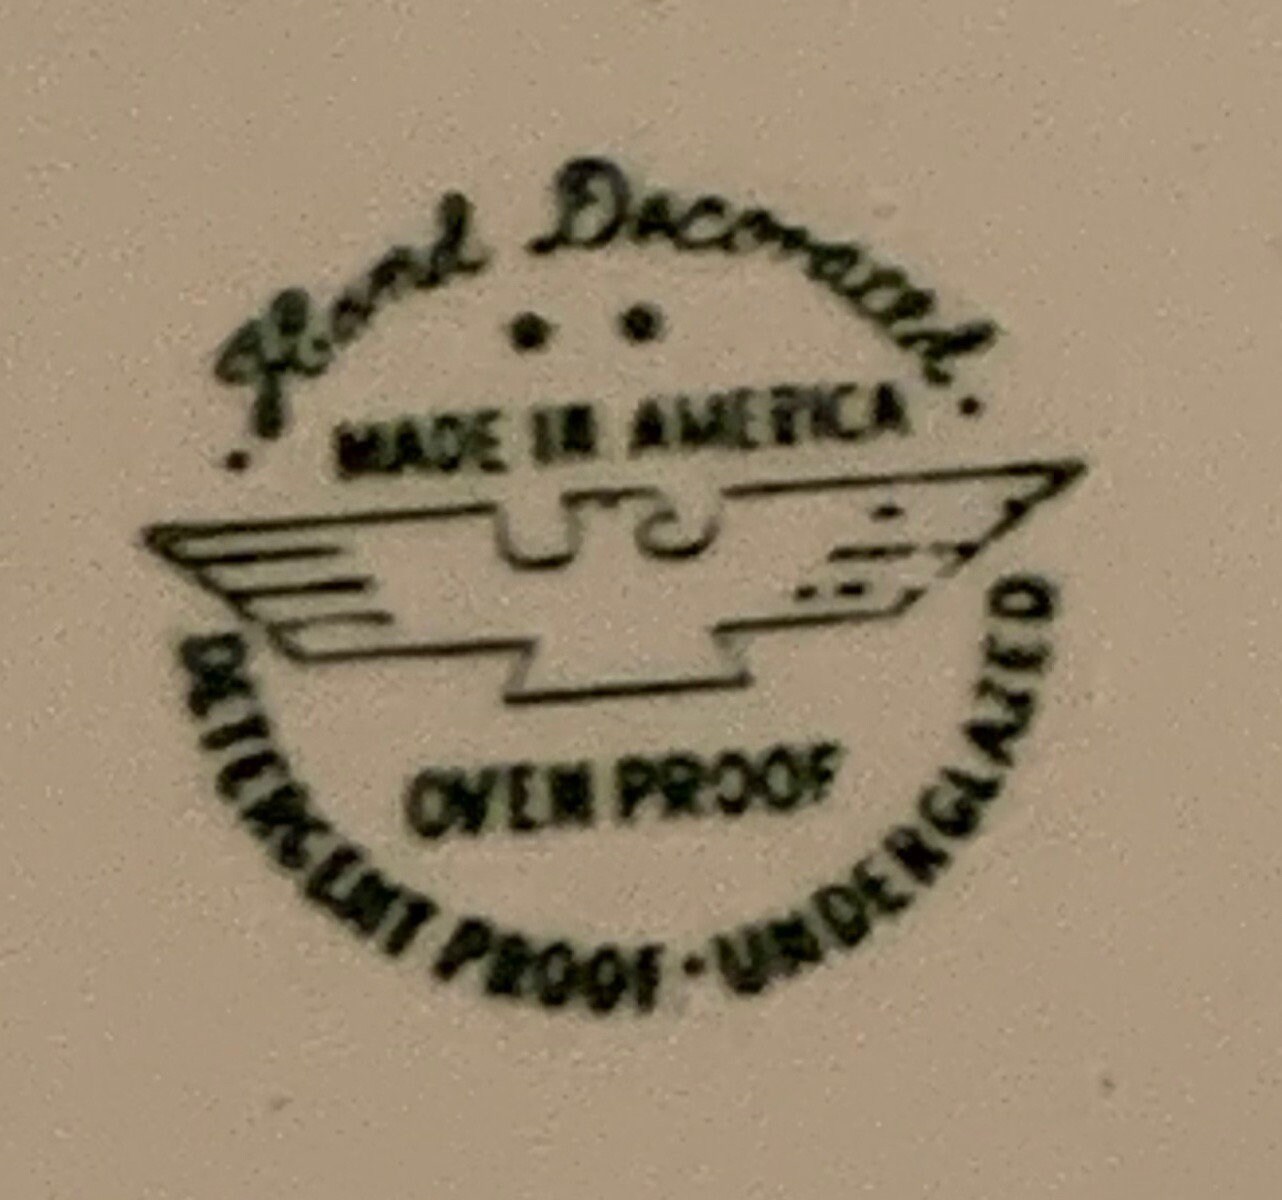 Hand Decorated
MADE IN AMERICA
OVEN PROOF
DETERGENT PROOF · UNDERGLAZED